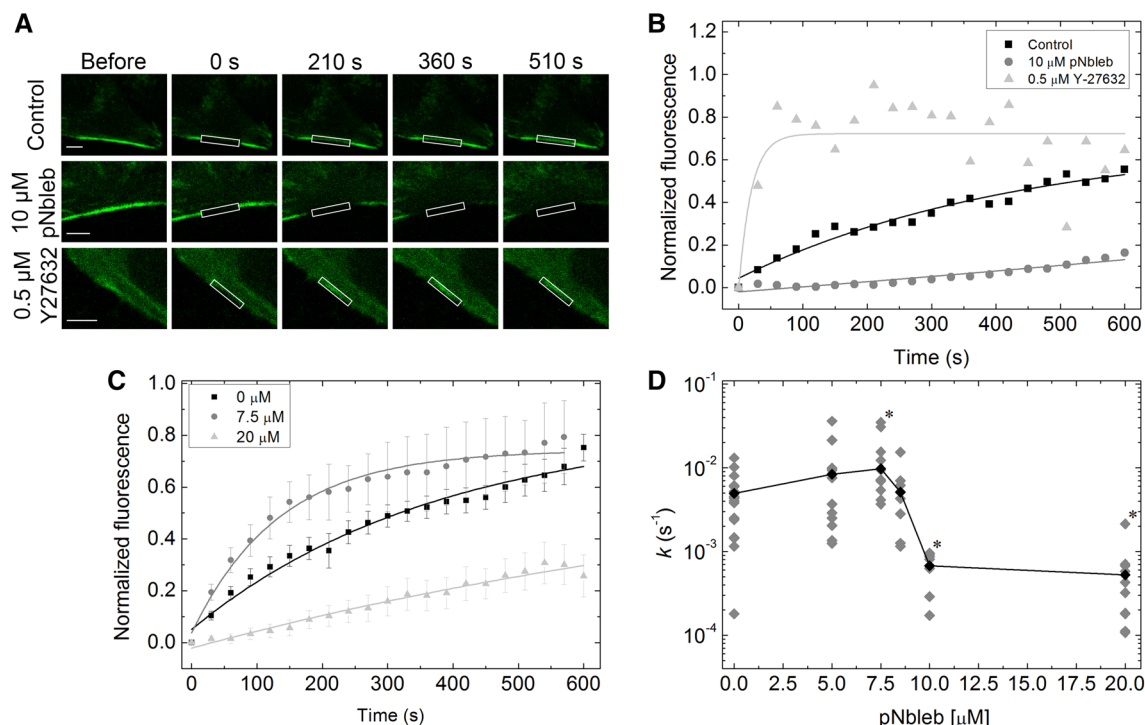 A
Before 0 s 210 s 360 s 510 s
Control
10 μM
pNbleb
0.5 μM
Y27632
B
Normalized fluorescence
1.2
1.0
0.8
0.6
0.4
0.2
0.0
Control
10 μM pNbleb
0.5 μM Y-27632
0 100 200 300 400 500 600
Time (s)
C
Normalized fluorescence
1.0
0.8
0.6
0.4
0.2
0.0
0 μM
7.5 μM
20 μM
0 100 200 300 400 500 600
Time (s)
D
k (s⁻¹)
10⁻¹
10⁻²
10⁻³
10⁻⁴
*
*
*
0.0 2.5 5.0 7.5 10.0 12.5 15.0 17.5 20.0
pNbleb [μM]